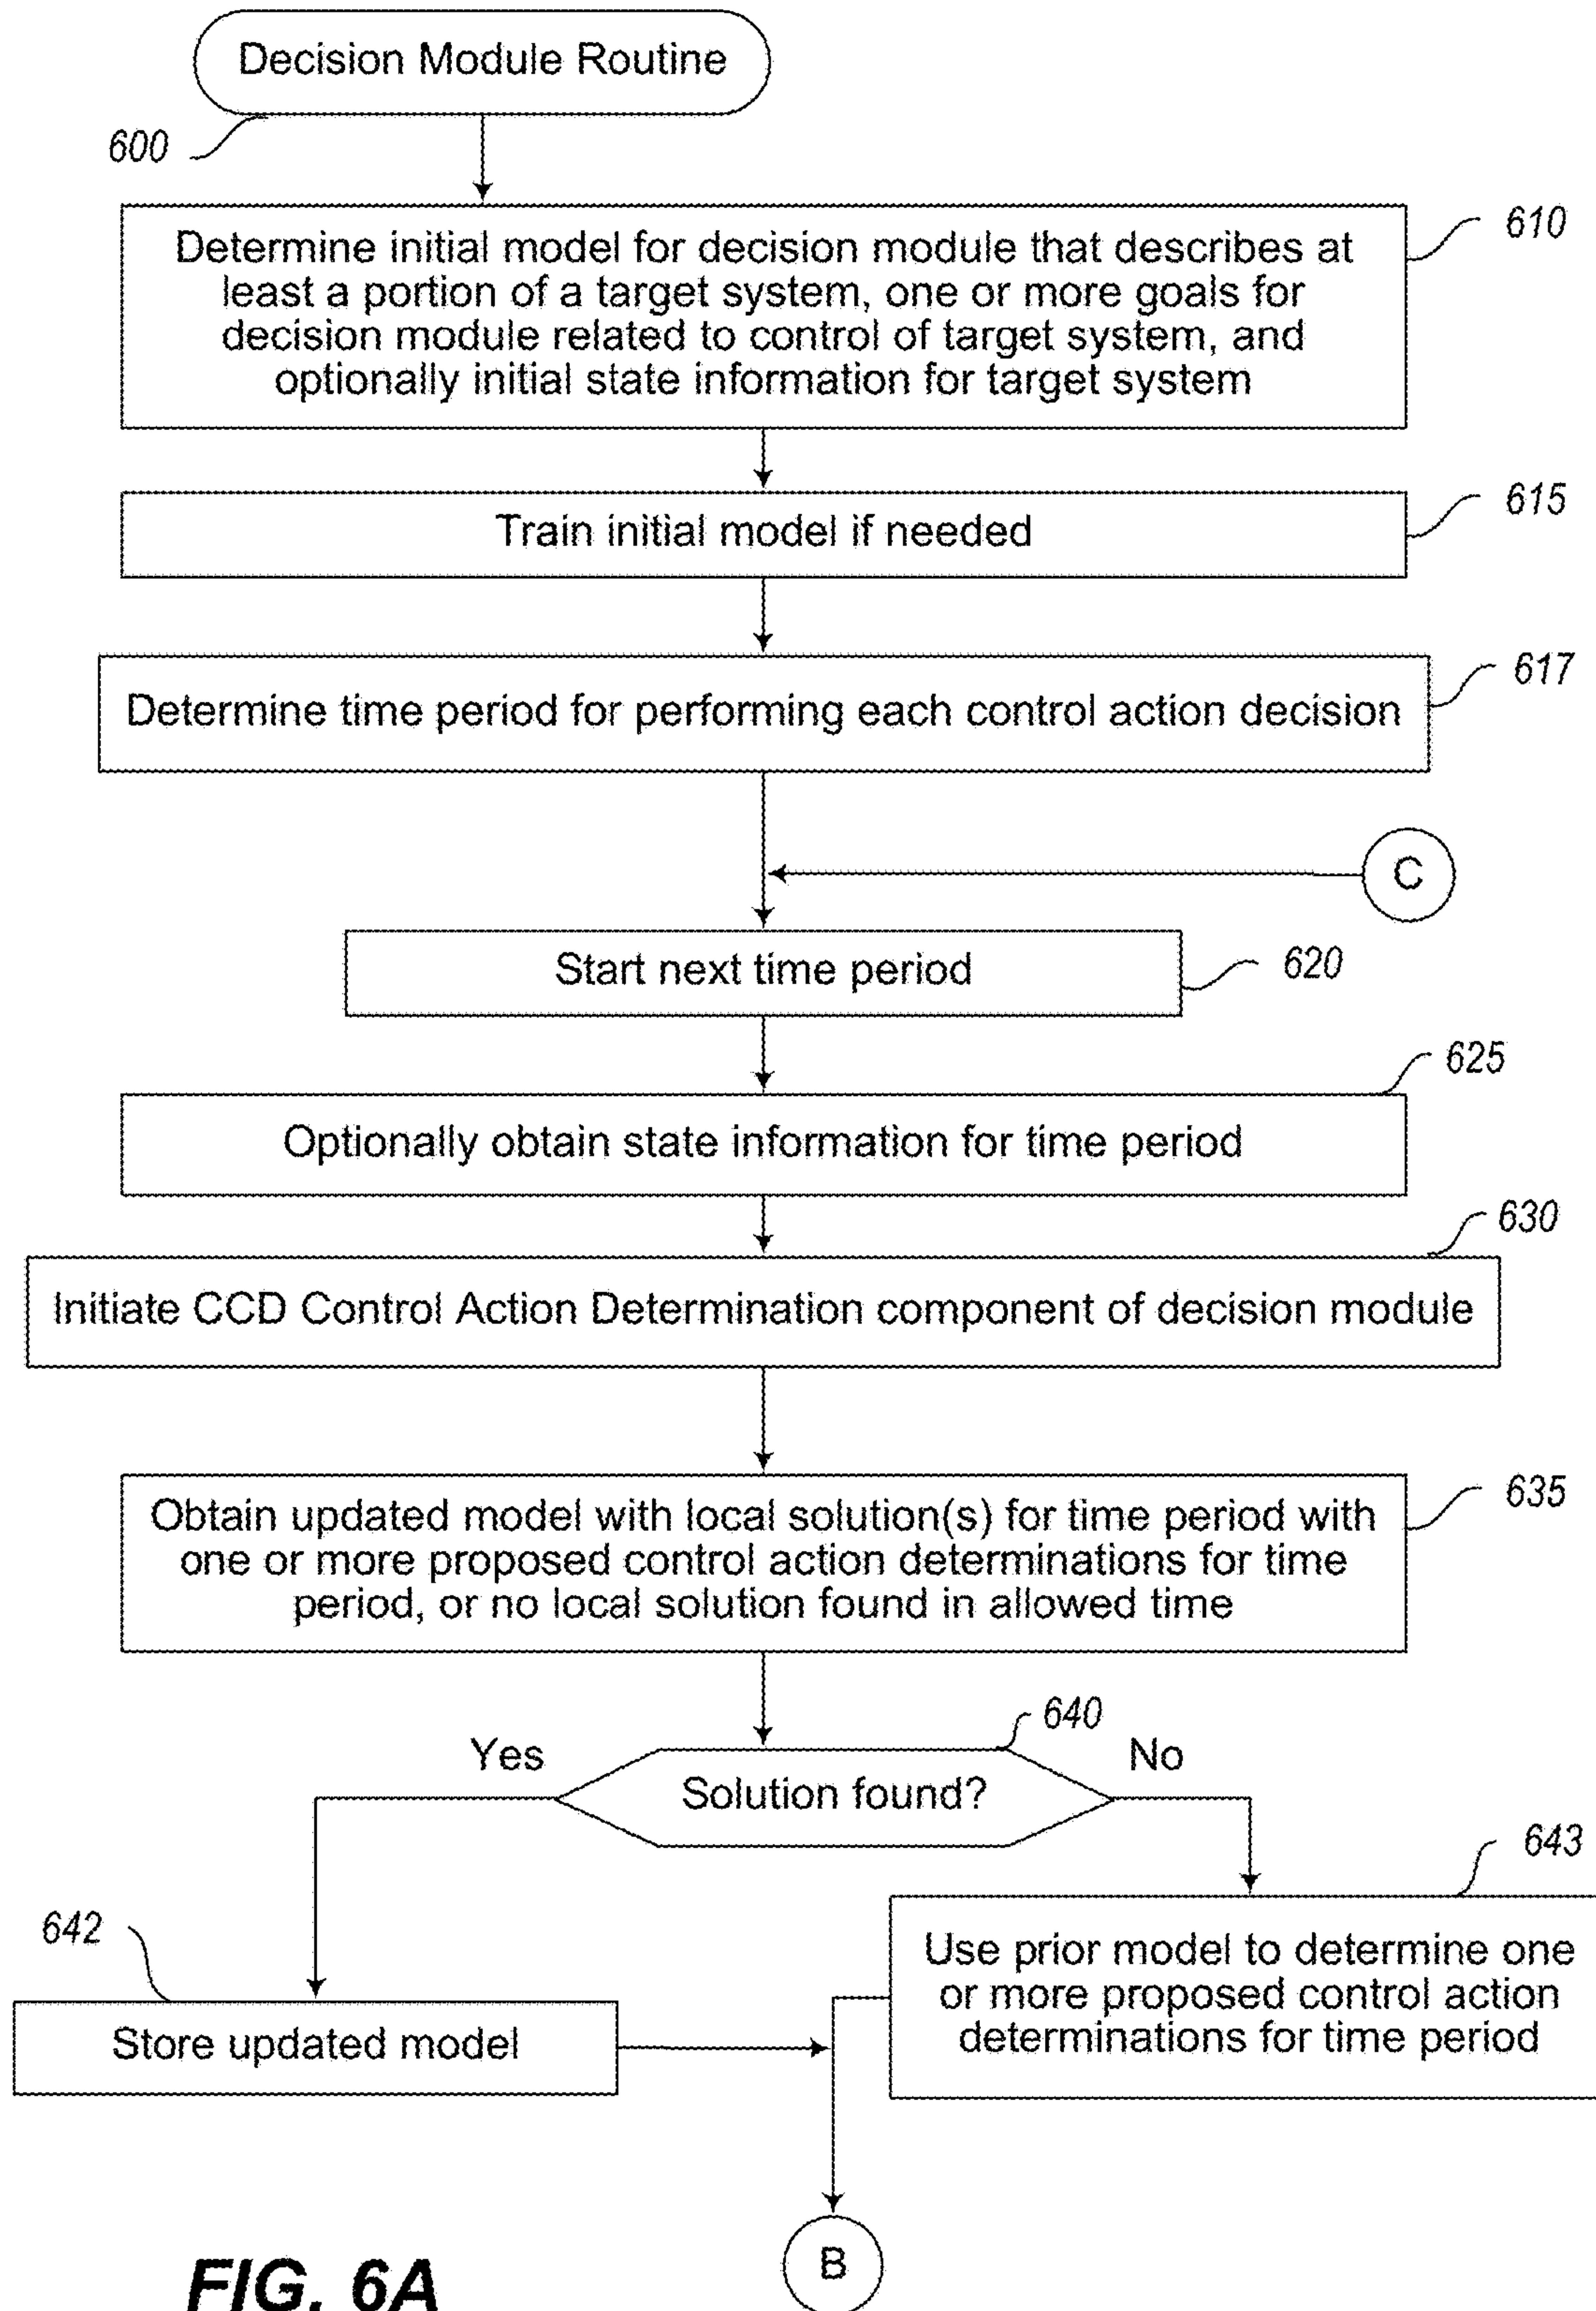 Decision Module Routine
600
Determine initial model for decision module that describes at
least a portion of a target system, one or more goals for
decision module related to control of target system, and
optionally initial state information for target system
610
Train initial model if needed
615
Determine time period for performing each control action decision
617
C
Start next time period
620
Optionally obtain state information for time period
625
Initiate CCD Control Action Determination component of decision module
630
Obtain updated model with local solution(s) for time period with
one or more proposed control action determinations for time
period, or no local solution found in allowed time
635
Yes
Solution found?
640
No
642
Store updated model
643
Use prior model to determine one
or more proposed control action
determinations for time period
B
FIG. 6A